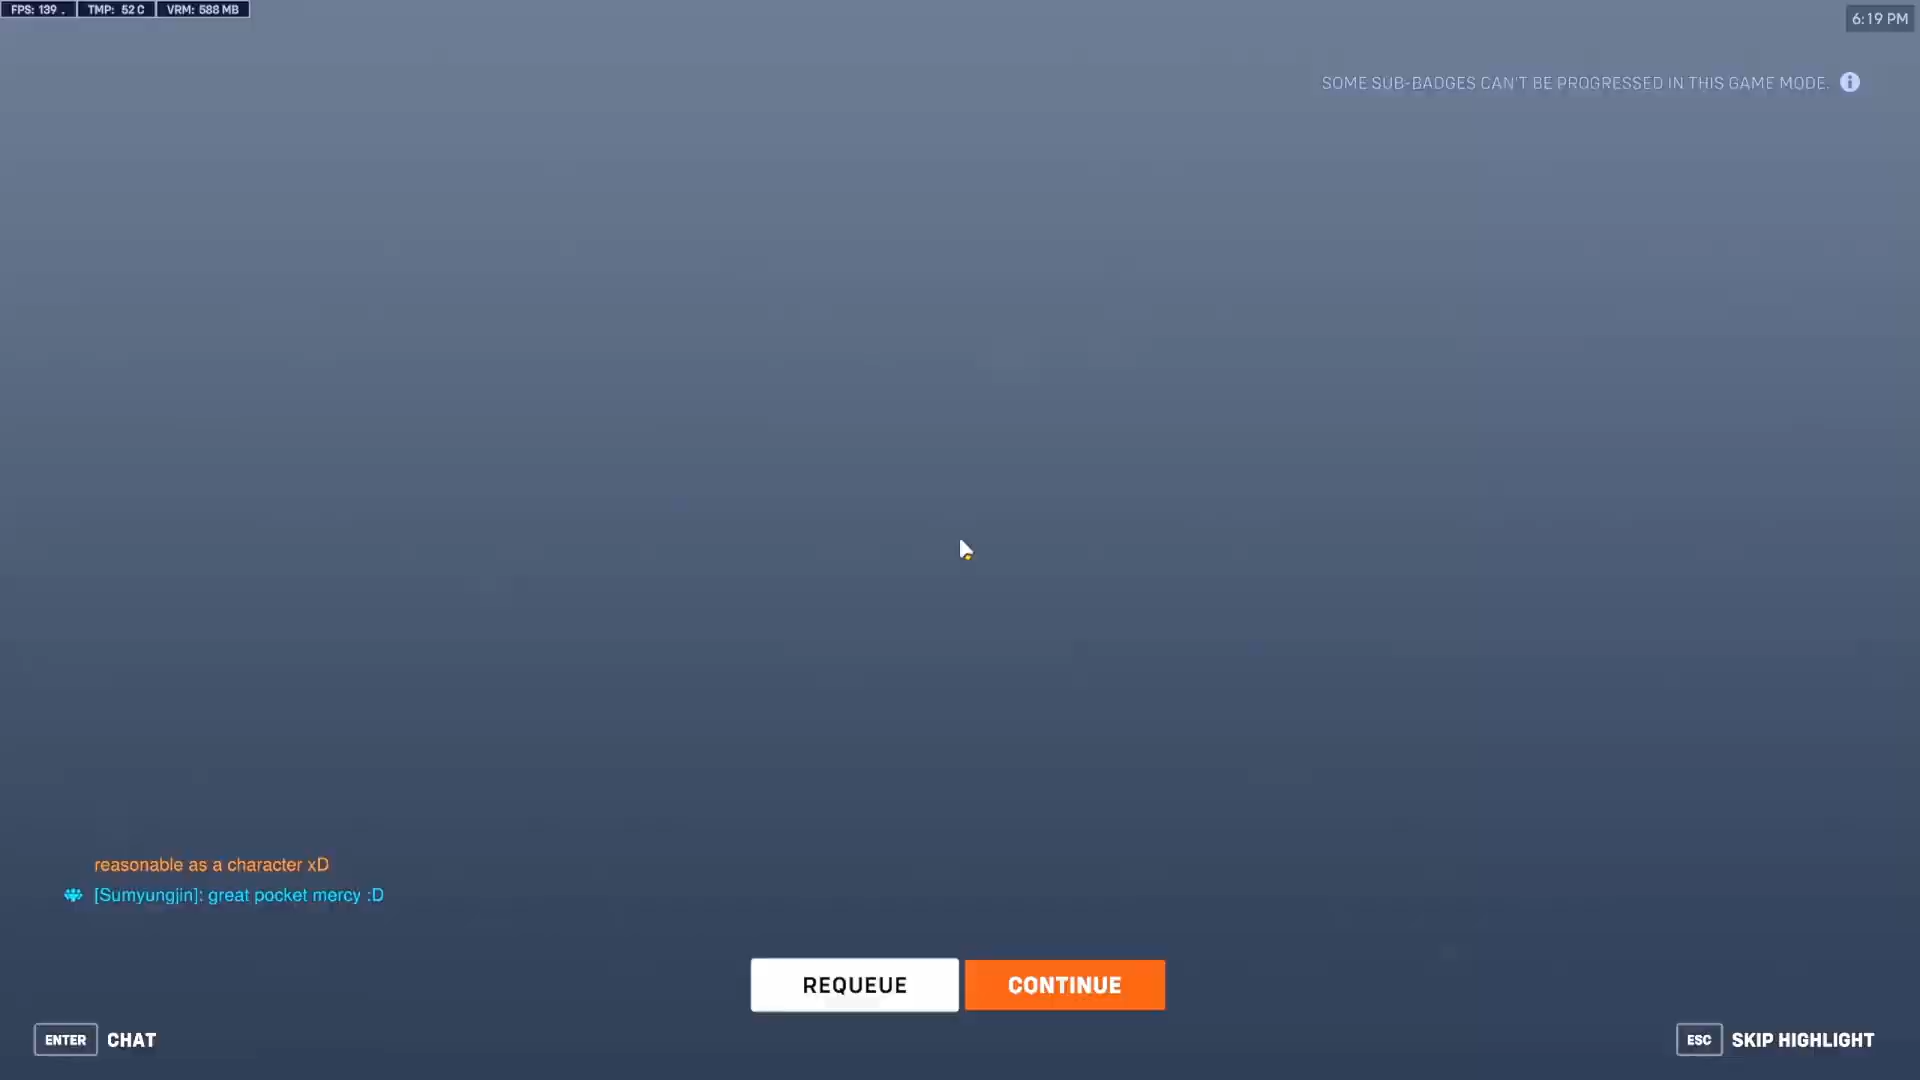 FPS: 139 . TMP: 52 C VRM: 588 MB
6:19 PM
SOME SUB-BADGES CAN'T BE PROGRESSED IN THIS GAME MODE.
reasonable as a character xD
[Sumyungjin]: great pocket mercy :D
REQUEUE CONTINUE
ENTER CHAT
ESC SKIP HIGHLIGHT